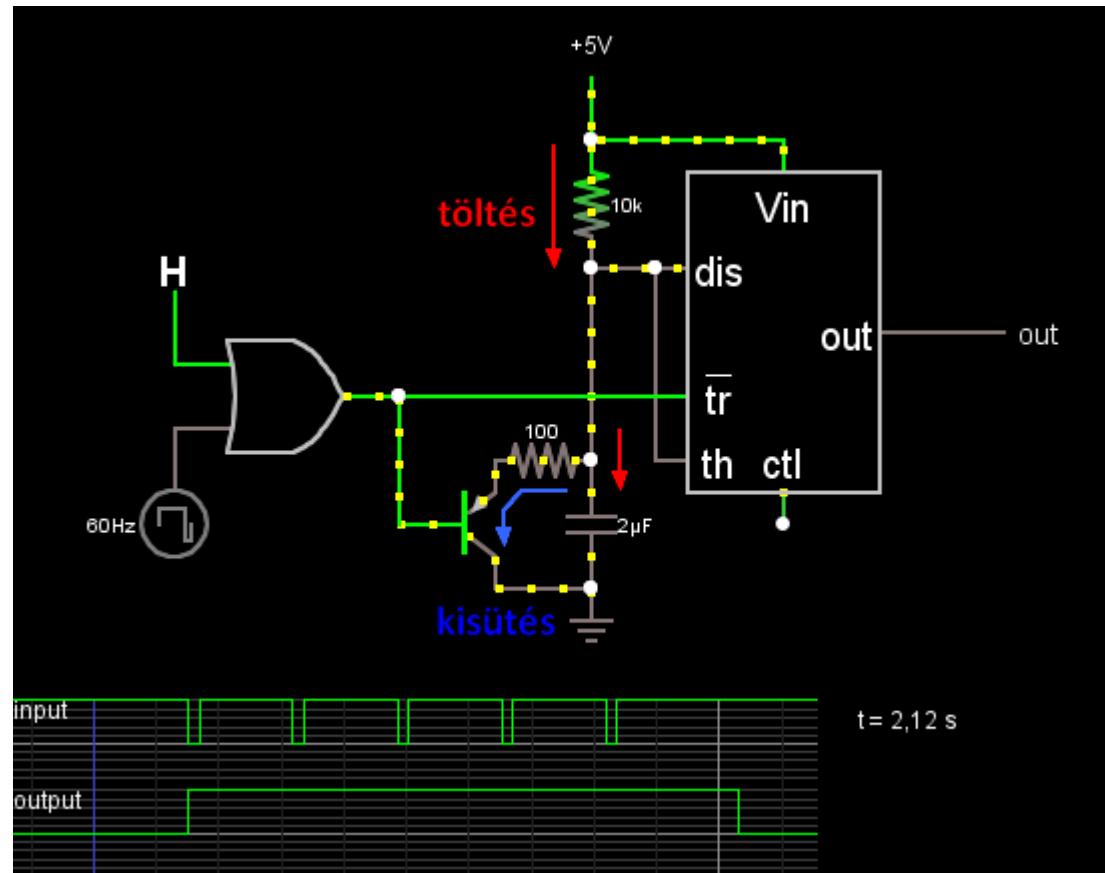 +5V
10k
töltés
Vin
H
dis
out
out
tr
100
th
ctl
60Hz
2µF
kisütés
input
t = 2,12 s
output